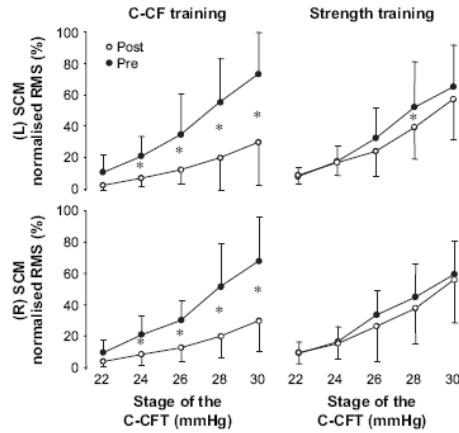 C-CF training
Strength training
(L) SCM
normalised RMS (%)
100
80
60
40
20
0
Post
Pre
*
*
*
*
*
(R) SCM
normalised RMS (%)
100
80
60
40
20
0
*
*
*
*
22 24 26 28 30
22 24 26 28 30
Stage of the
C-CFT (mmHg)
Stage of the
C-CFT (mmHg)